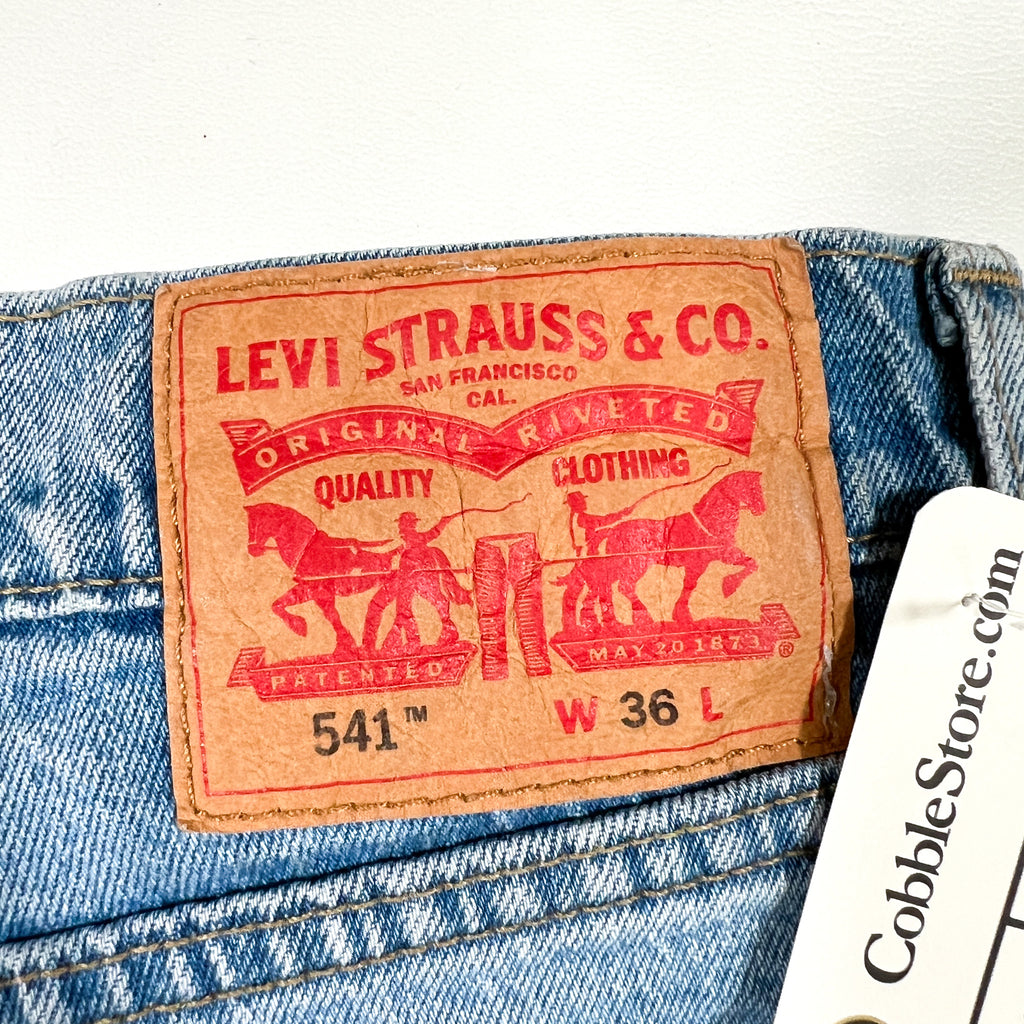 LEVI STRAUSS & CO.
SAN FRANCISCO
CAL.
ORIGINAL RIVETED
QUALITY CLOTHING
PATENTED MAY 20 1873 ®
541™ W 36 L
CobbleStore.com